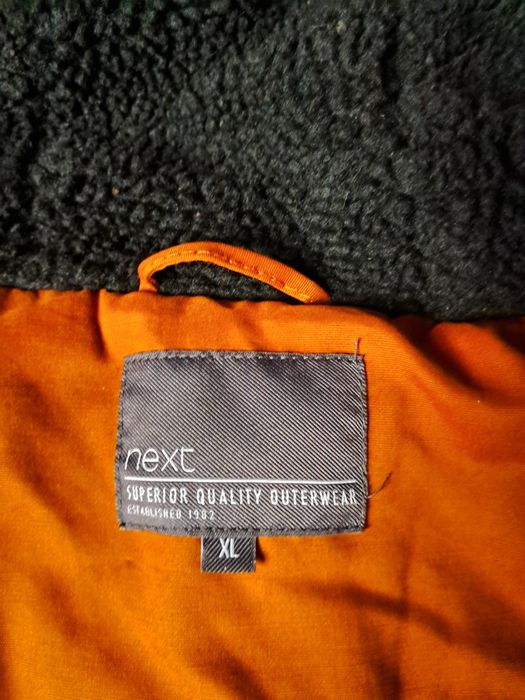 next
SUPERIOR QUALITY OUTERWEAR
ESTABLISHED 1982
XL